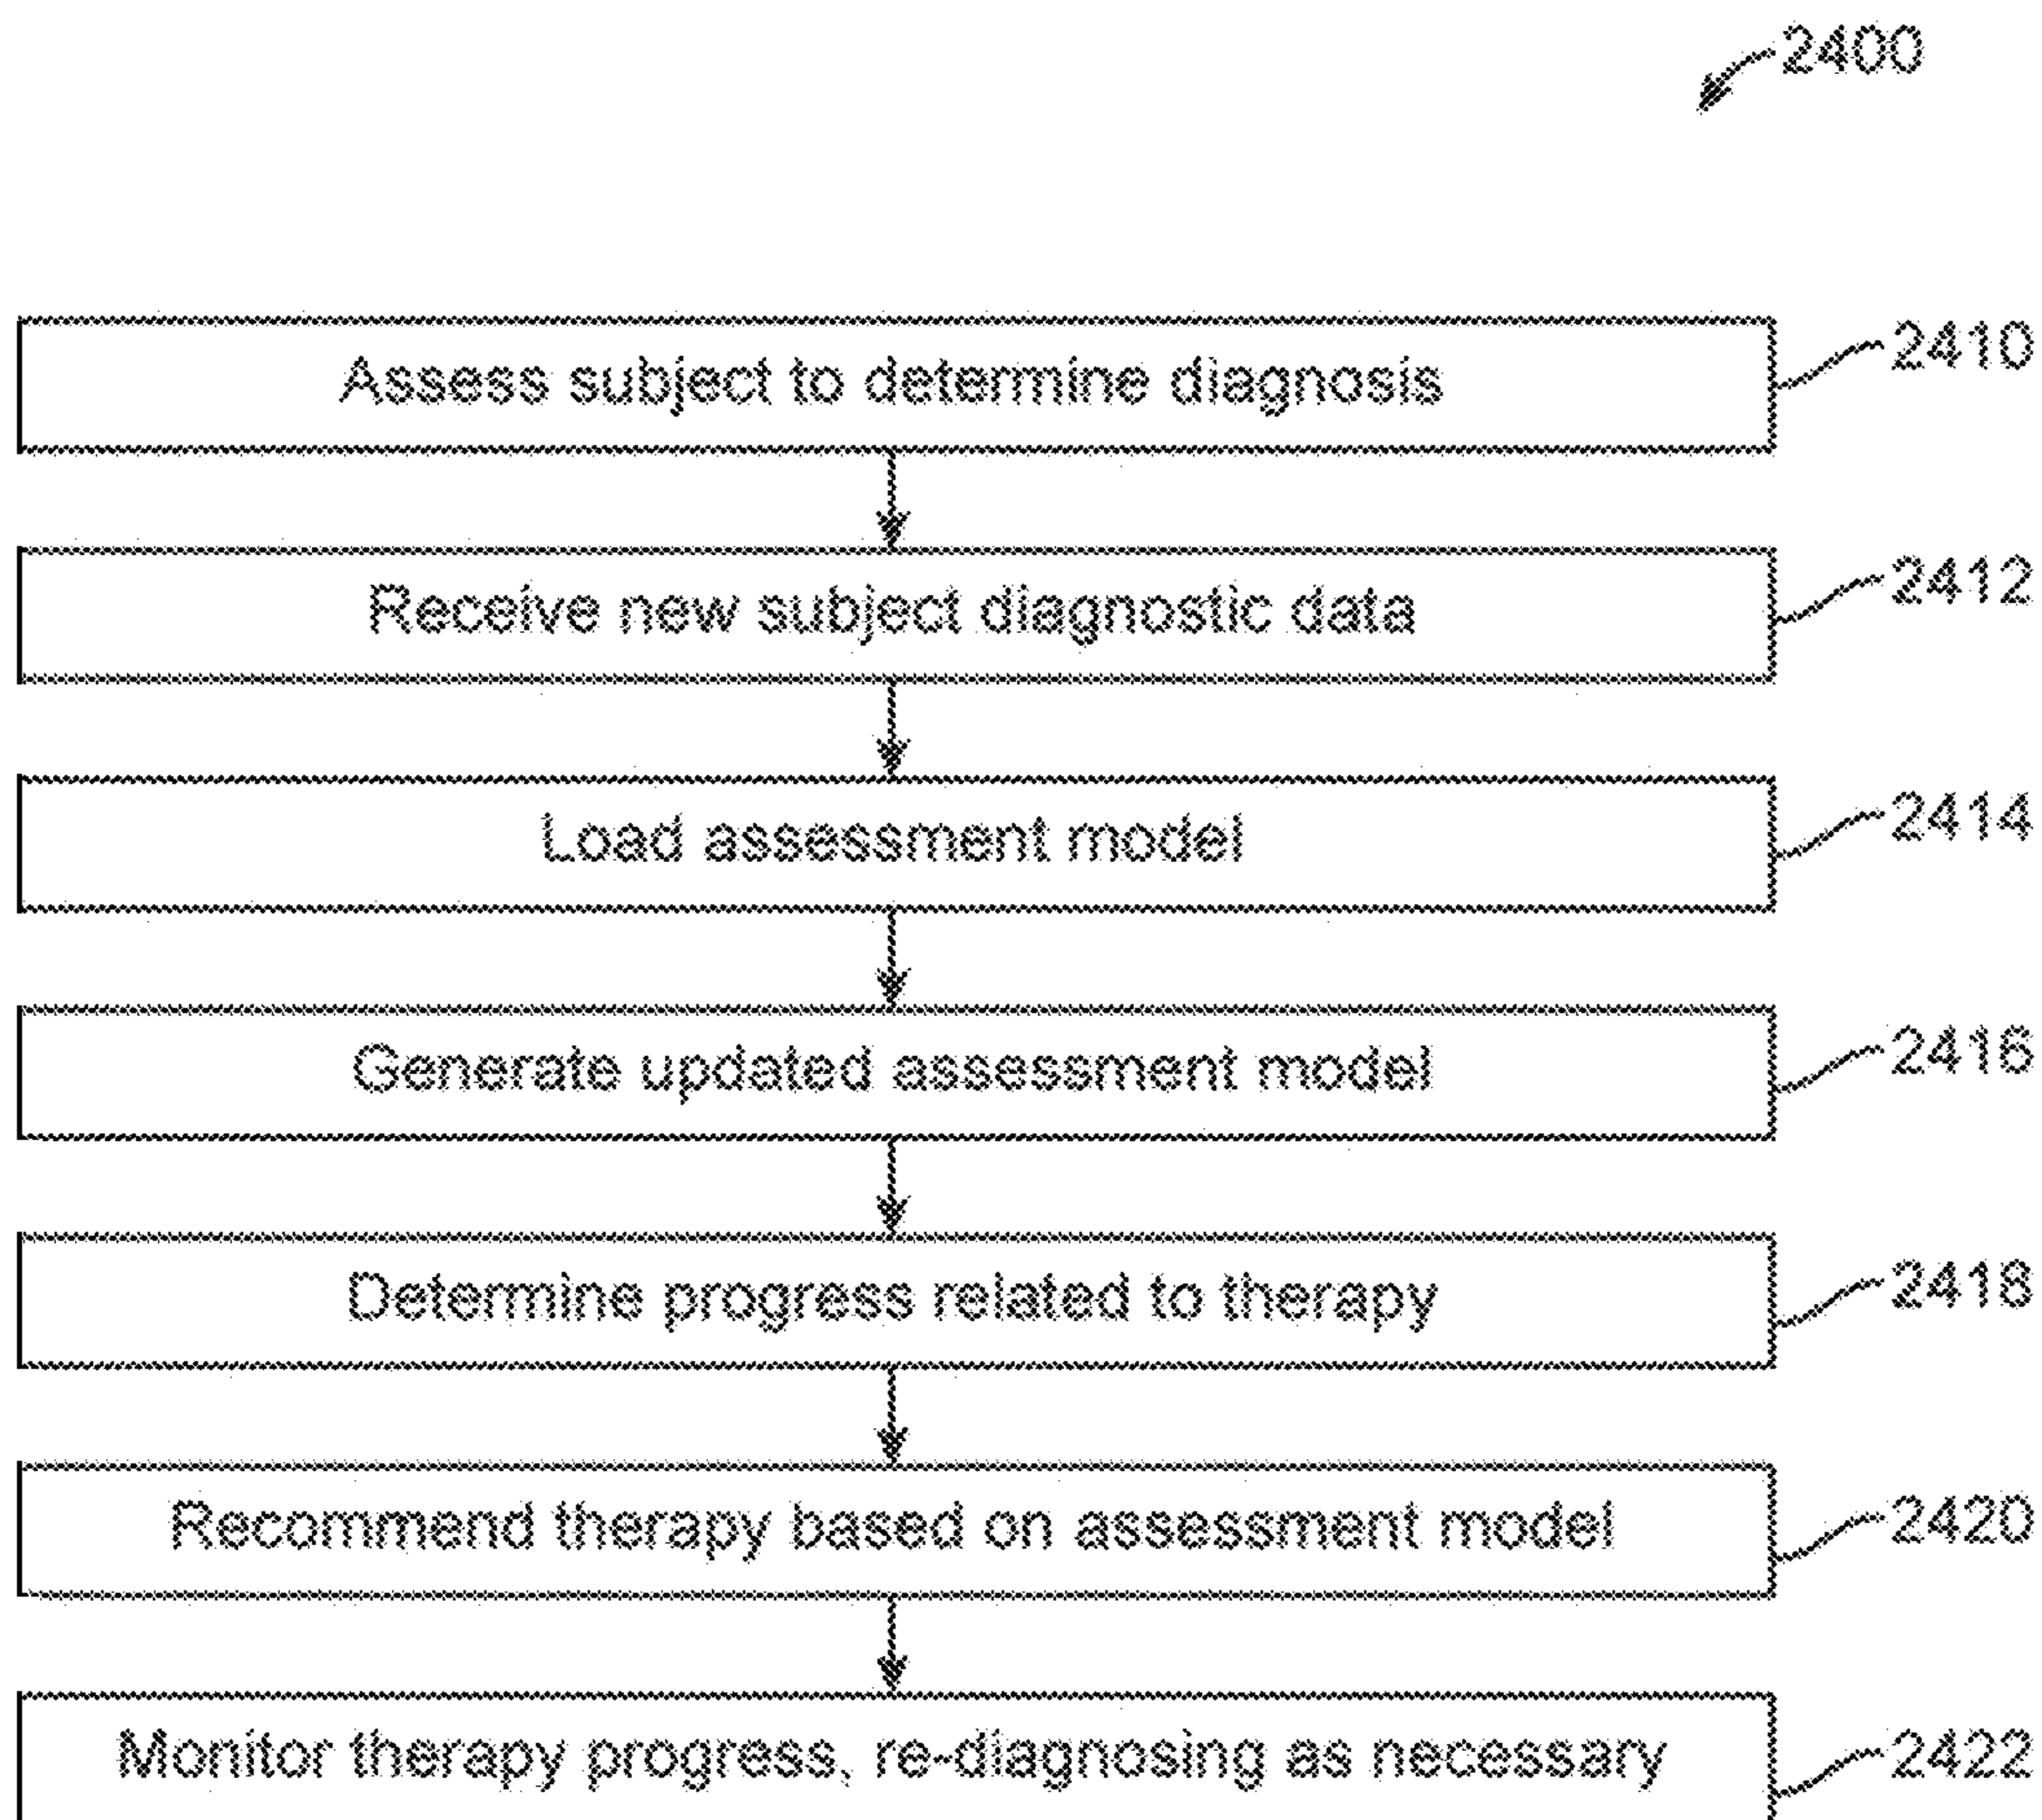 2400
Assess subject to determine diagnosis
2410
Receive new subject diagnostic data
2412
Load assessment model
2414
Generate updated assessment model
2416
Determine progress related to therapy
2418
Recommend therapy based on assessment model
2420
Monitor therapy progress, re-diagnosing as necessary
2422